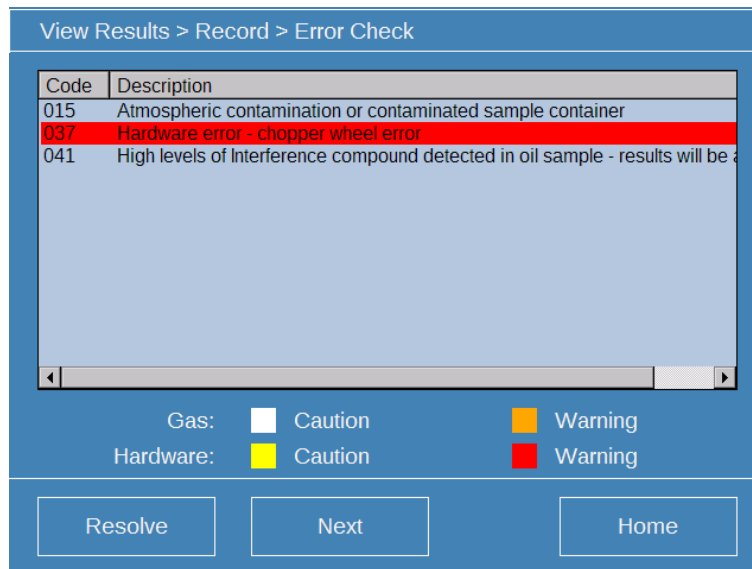 View Results > Record > Error Check
Code Description
015 Atmospheric contamination or contaminated sample container
037 Hardware error - chopper wheel error
041 High levels of Interference compound detected in oil sample - results will be
Gas: Caution Warning
Hardware: Caution Warning
Resolve Next Home